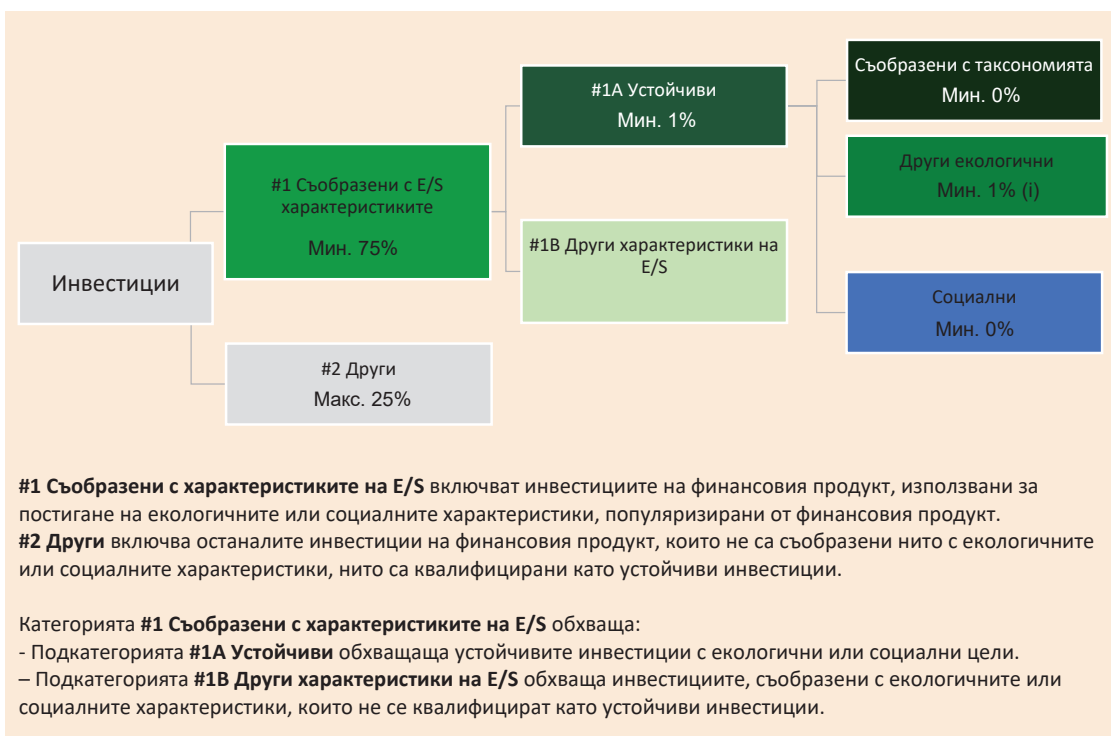 Инвестиции
#1 Съобразени с E/S
характеристиките
Мин. 75%
#2 Други
Макс. 25%
#1A Устойчиви
Мин. 1%
#1B Други характеристики на
E/S
Съобразени с таксономията
Мин. 0%
Други екологични
Мин. 1% (i)
Социални
Мин. 0%
#1 Съобразени с характеристиките на E/S включват инвестициите на финансовия продукт, използвани за
постигане на екологичните или социалните характеристики, популяризирани от финансовия продукт.
#2 Други включва останалите инвестиции на финансовия продукт, които не са съобразени нито с екологичните
или социалните характеристики, нито са квалифицирани като устойчиви инвестиции.
Категорията #1 Съобразени с характеристиките на E/S обхваща:
- Подкатегорията #1A Устойчиви обхващаща устойчивите инвестиции с екологични или социални цели.
– Подкатегорията #1B Други характеристики на E/S обхваща инвестициите, съобразени с екологичните или
социалните характеристики, които не се квалифицират като устойчиви инвестиции.